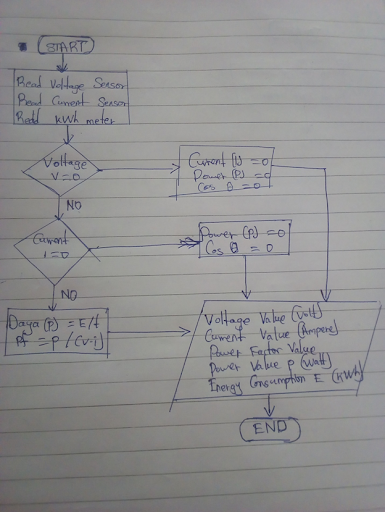 START
Read Voltage Sensor
Read Current Sensor
Read kWh meter
Voltage
V=0
Current (I) =0
Power (P) =0
Cos θ =0
NO
Current
i=0
Power (P) =0
Cos θ =0
NO
Daya (P) = E/t
Pf = P / (v.i)
Voltage Value (Volt)
Current Value (Ampere)
Power Factor Value
Power Value P (Watt)
Energy Consumption E (KWh)
END